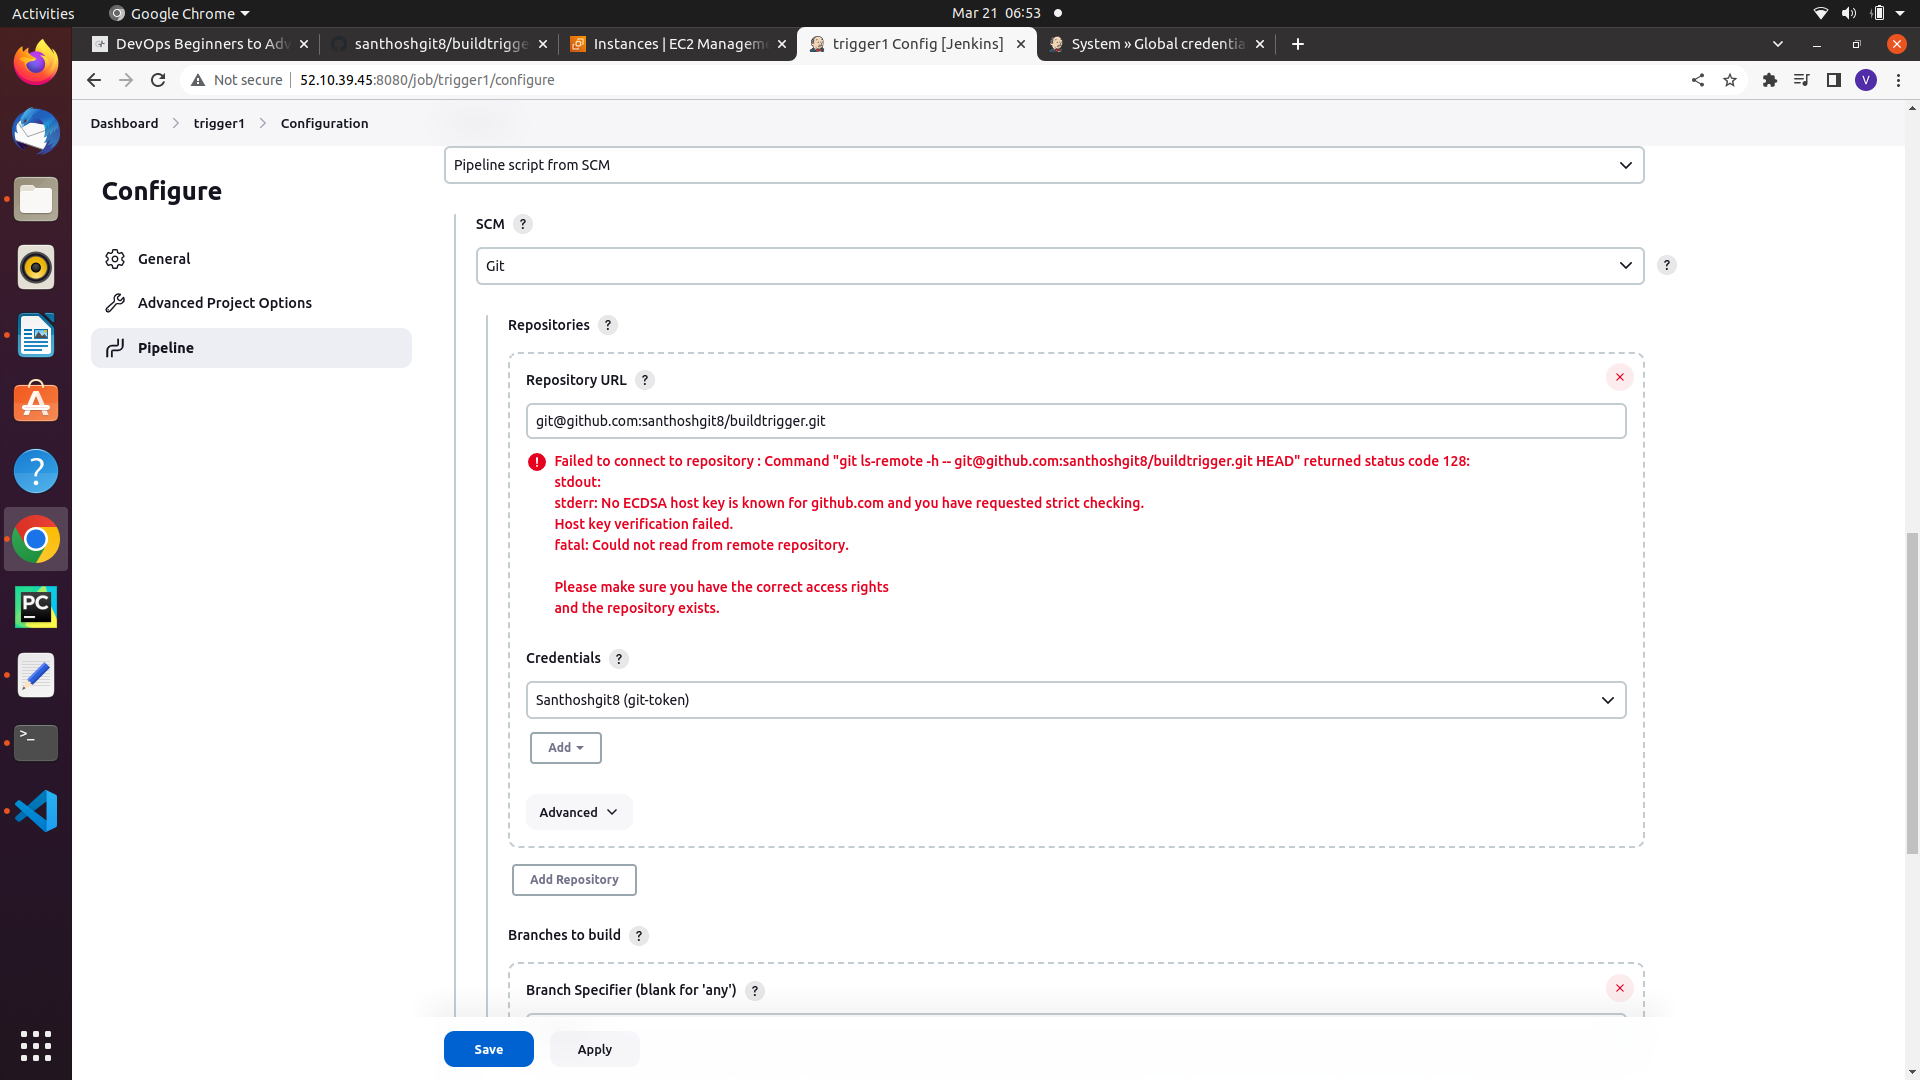 Activities
Google Chrome
Mar 21 06:53
DevOps Beginners to Adv
santhoshgit8/buildtrigge
Instances | EC2 Managem
trigger1 Config [Jenkins]
System » Global credentia
Not secure
52.10.39.45:8080/job/trigger1/configure
V
Dashboard
trigger1
Configuration
Configure
General
Advanced Project Options
Pipeline
Pipeline script from SCM
SCM ?
Git
?
Repositories ?
Repository URL ?
git@github.com:santhoshgit8/buildtrigger.git
Failed to connect to repository : Command "git ls-remote -h -- git@github.com:santhoshgit8/buildtrigger.git HEAD" returned status code 128:
stdout:
stderr: No ECDSA host key is known for github.com and you have requested strict checking.
Host key verification failed.
fatal: Could not read from remote repository.
Please make sure you have the correct access rights
and the repository exists.
Credentials ?
Santhoshgit8 (git-token)
Add
Advanced
Add Repository
Branches to build ?
Branch Specifier (blank for 'any') ?
Save
Apply
PC